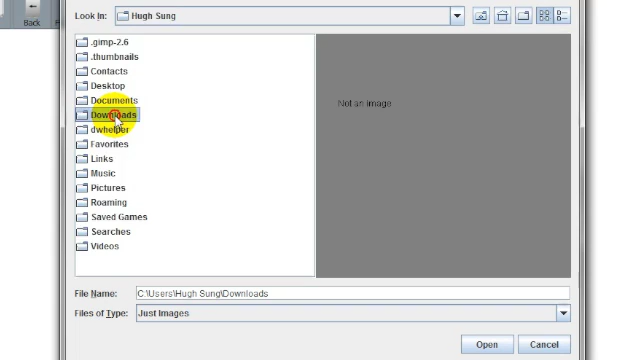 Look In: Hugh Sung
.gimp-2.6
.thumbnails
Contacts
Desktop
Documents
Downloads
dwhelper
Favorites
Links
Music
Pictures
Roaming
Saved Games
Searches
Videos
Not an image
Back
File Name: C:\Users\Hugh Sung\Downloads
Files of Type: Just Images
Open Cancel